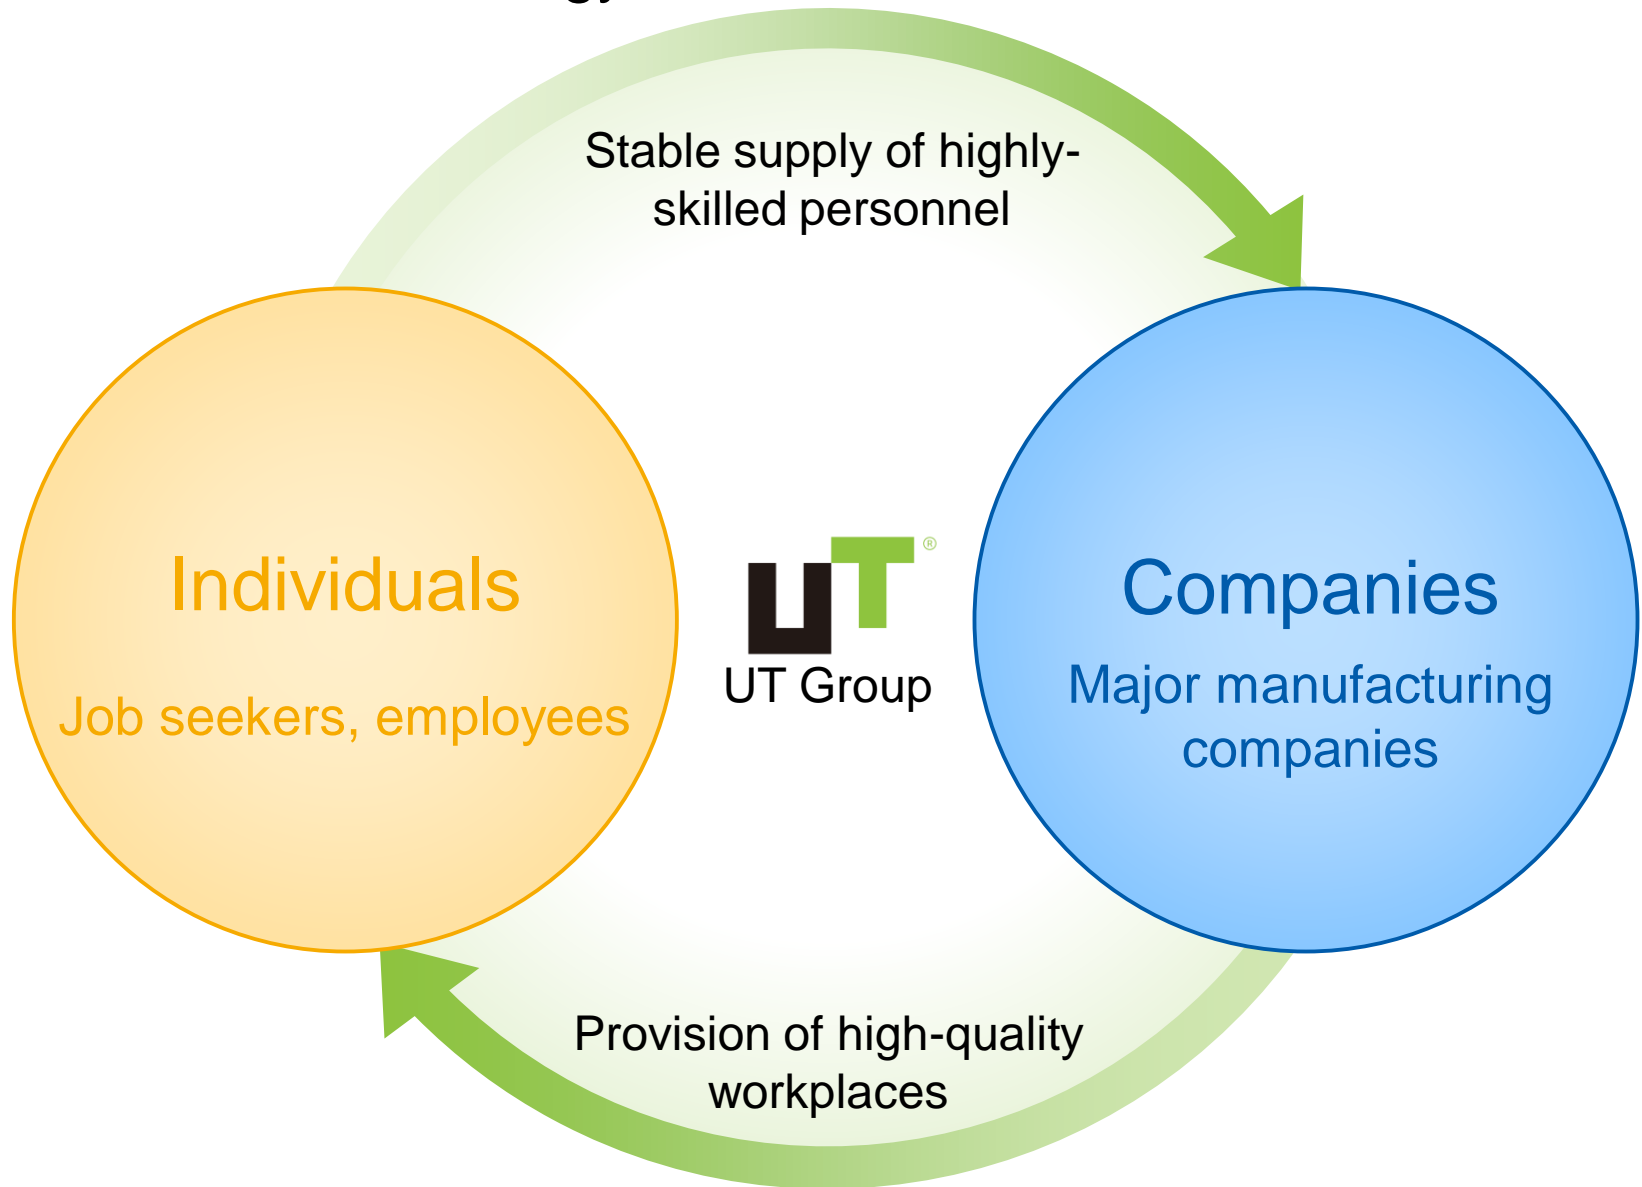 Stable supply of highly-
skilled personnel
Individuals
Job seekers, employees
UT®
UT Group
Companies
Major manufacturing
companies
Provision of high-quality
workplaces